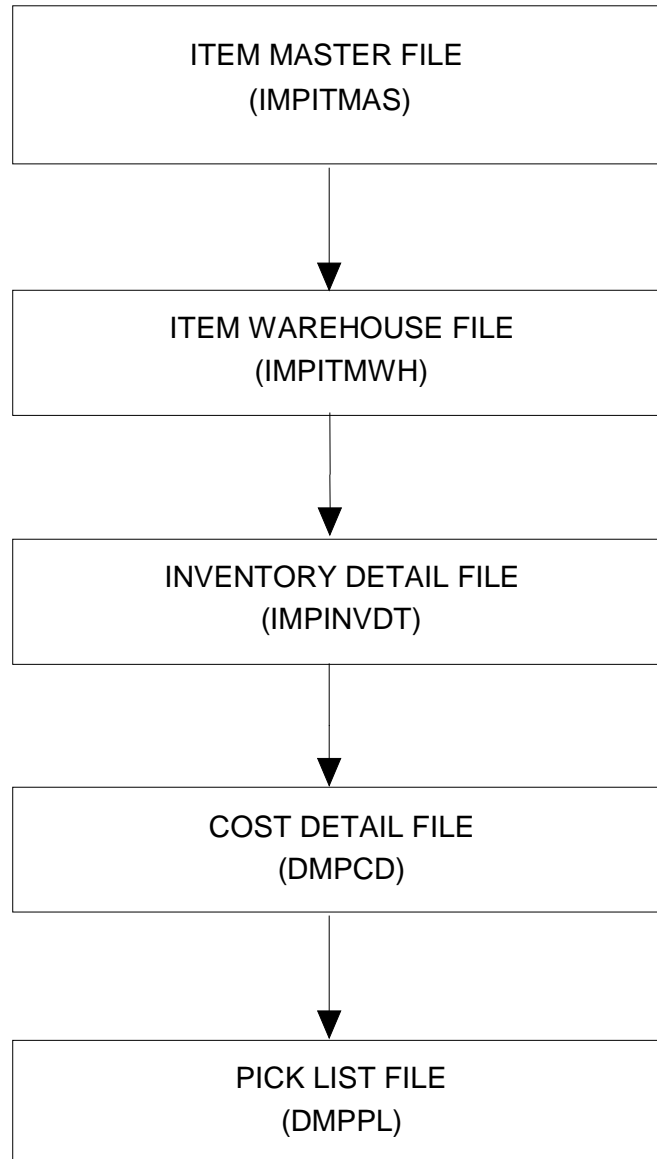 ITEM MASTER FILE
(IMPITMAS)
ITEM WAREHOUSE FILE
(IMPITMWH)
INVENTORY DETAIL FILE
(IMPINVDT)
COST DETAIL FILE
(DMPCD)
PICK LIST FILE
(DMPPL)